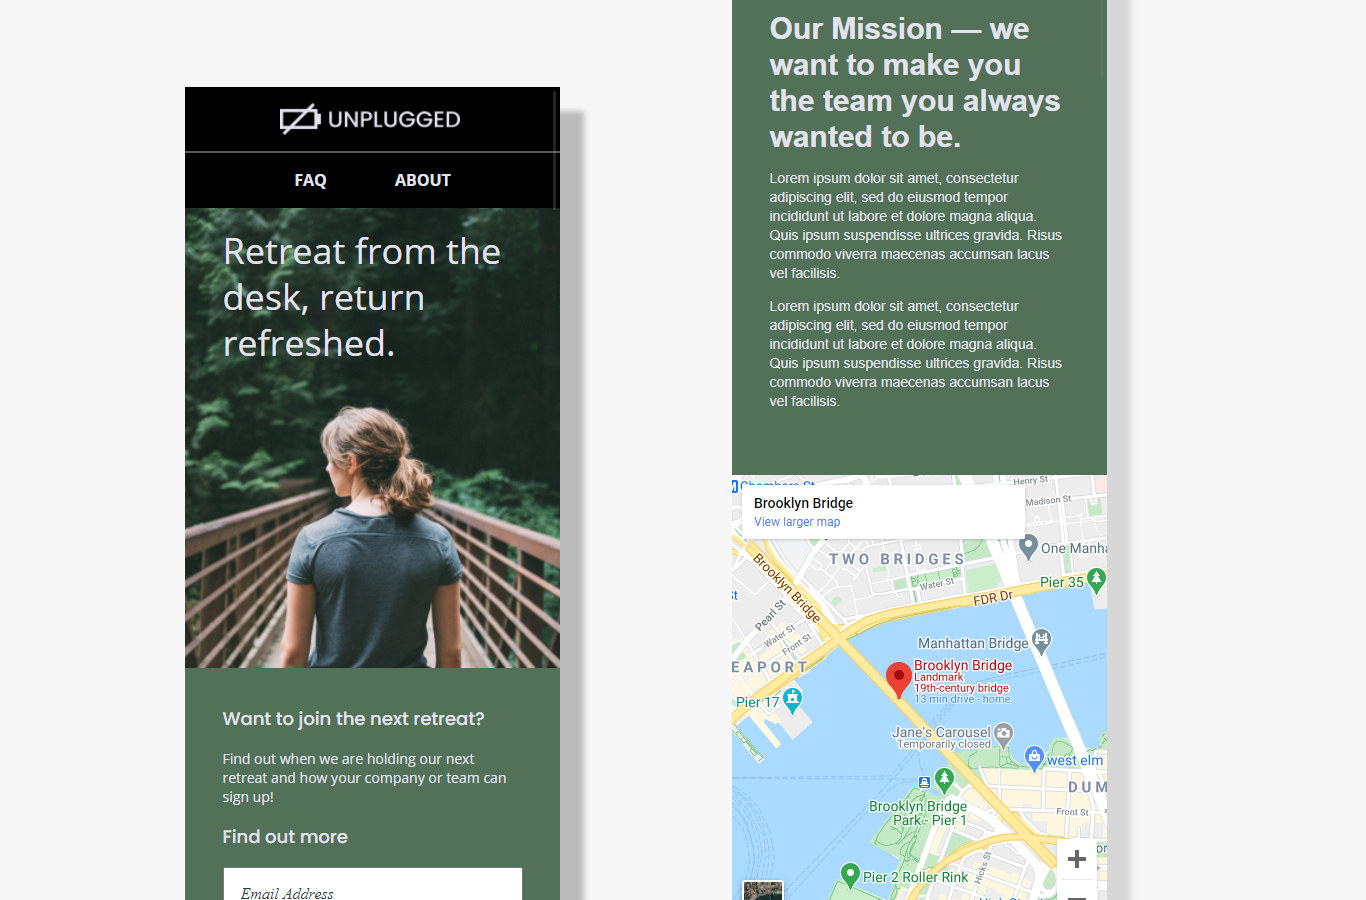 UNPLUGGED
FAQ ABOUT
Retreat from the
desk, return
refreshed.
Want to join the next retreat?
Find out when we are holding our next
retreat and how your company or team can
sign up!
Find out more
Email Address
Our Mission — we
want to make you
the team you always
wanted to be.
Lorem ipsum dolor sit amet, consectetur
adipiscing elit, sed do eiusmod tempor
incididunt ut labore et dolore magna aliqua.
Quis ipsum suspendisse ultrices gravida. Risus
commodo viverra maecenas accumsan lacus
vel facilisis.
Lorem ipsum dolor sit amet, consectetur
adipiscing elit, sed do eiusmod tempor
incididunt ut labore et dolore magna aliqua.
Quis ipsum suspendisse ultrices gravida. Risus
commodo viverra maecenas accumsan lacus
vel facilisis.
Henry St
Madison St
Brooklyn Bridge
View larger map
One Manha
TWO BRIDGES
Water St
Pier 35
FDR Dr
Brooklyn Bridge
St
Pearl St
Water St
Front St
Manhattan Bridge
EAPORT
Brooklyn Bridge
Landmark
19th-century bridge
13 min drive - home
Pier 17
Jane's Carousel
Temporarily closed
west elm
DUM
Brooklyn Bridge
Park - Pier 1
Front St
Hicks St
Pier 2 Roller Rink